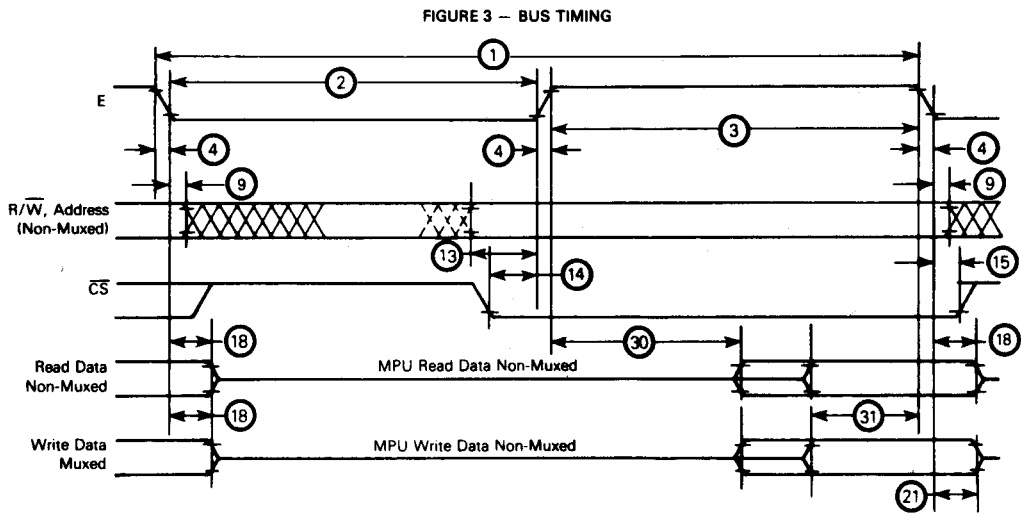 FIGURE 3 — BUS TIMING
1
2
E
3
4
4
4
9
9
R/W̅, Address
(Non-Muxed)
13
14
15
C̅S̅
18
30
18
Read Data
Non-Muxed
MPU Read Data Non-Muxed
18
31
Write Data
Muxed
MPU Write Data Non-Muxed
21